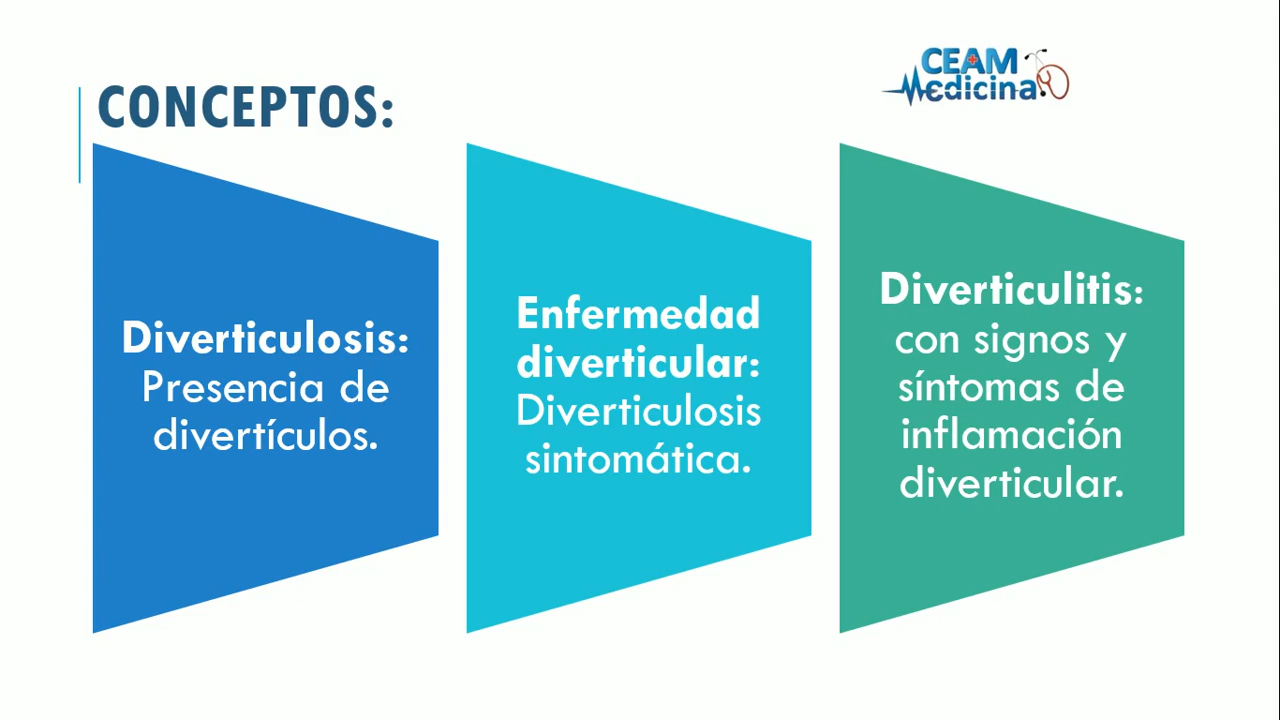 CEAM
Medicina
CONCEPTOS:
Diverticulosis:
Presencia de
divertículos.
Enfermedad
diverticular:
Diverticulosis
sintomática.
Diverticulitis:
con signos y
síntomas de
inflamación
diverticular.